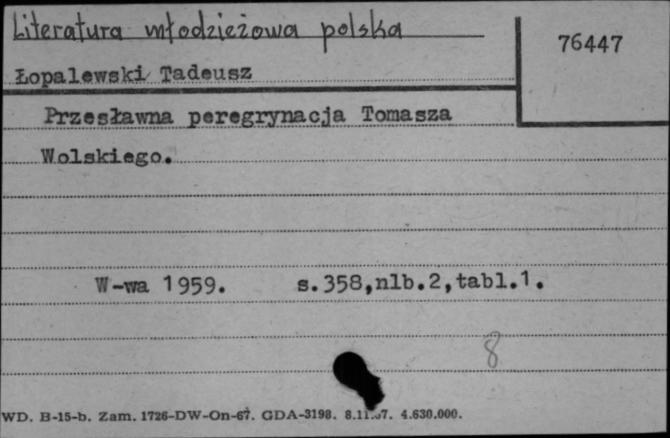 Literatura młodzieżowa polska
76447
Łopalewski Tadeusz
Przesławna peregrynacja Tomasza
Wolskiego.
W-wa 1959. s.358,nlb.2,tabl.1.
8
WD. B-15-b. Zam. 1726-DW-On-67. GDA-3198. 4.630.000.